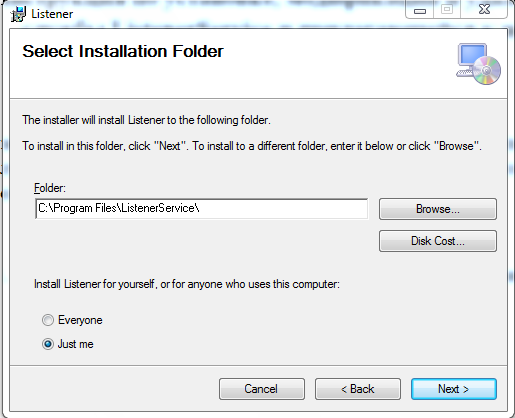 Listener
Select Installation Folder
The installer will install Listener to the following folder.
To install in this folder, click "Next". To install to a different folder, enter it below or click "Browse".
Folder:
C:\Program Files\ListenerService\
Browse...
Disk Cost...
Install Listener for yourself, or for anyone who uses this computer:
Everyone
Just me
Cancel
< Back
Next >